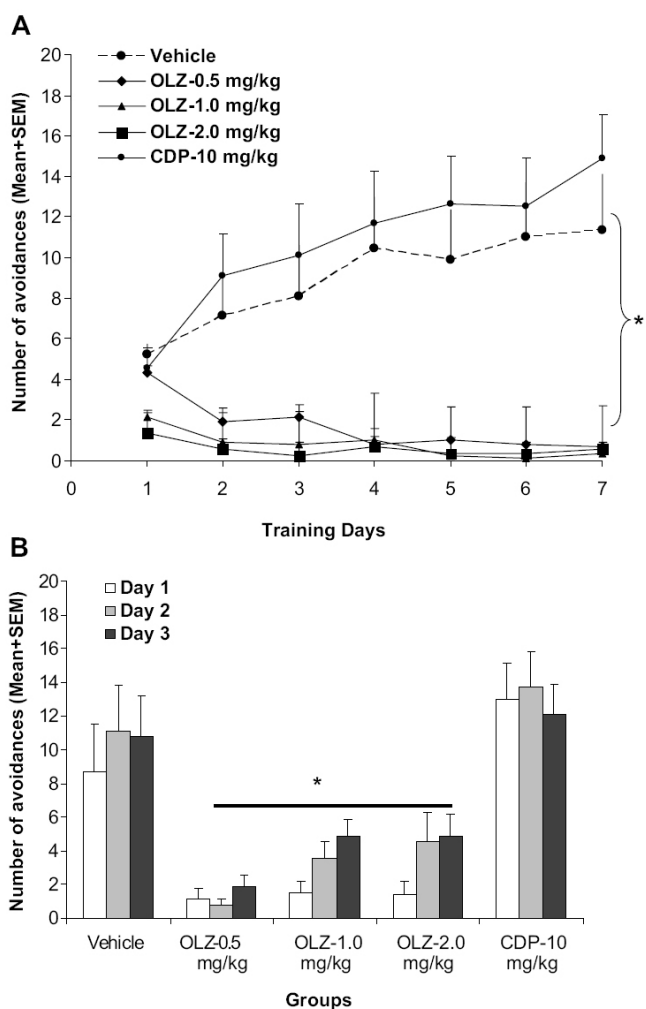 A
Number of avoidances (Mean+SEM)
20
18
16
14
12
10
8
6
4
2
0
Vehicle
OLZ-0.5 mg/kg
OLZ-1.0 mg/kg
OLZ-2.0 mg/kg
CDP-10 mg/kg
*
0 1 2 3 4 5 6 7
Training Days
B
Number of avoidances (Mean+SEM)
20
18
16
14
12
10
8
6
4
2
0
Day 1
Day 2
Day 3
*
Vehicle OLZ-0.5 OLZ-1.0 OLZ-2.0 CDP-10
mg/kg mg/kg mg/kg mg/kg
Groups